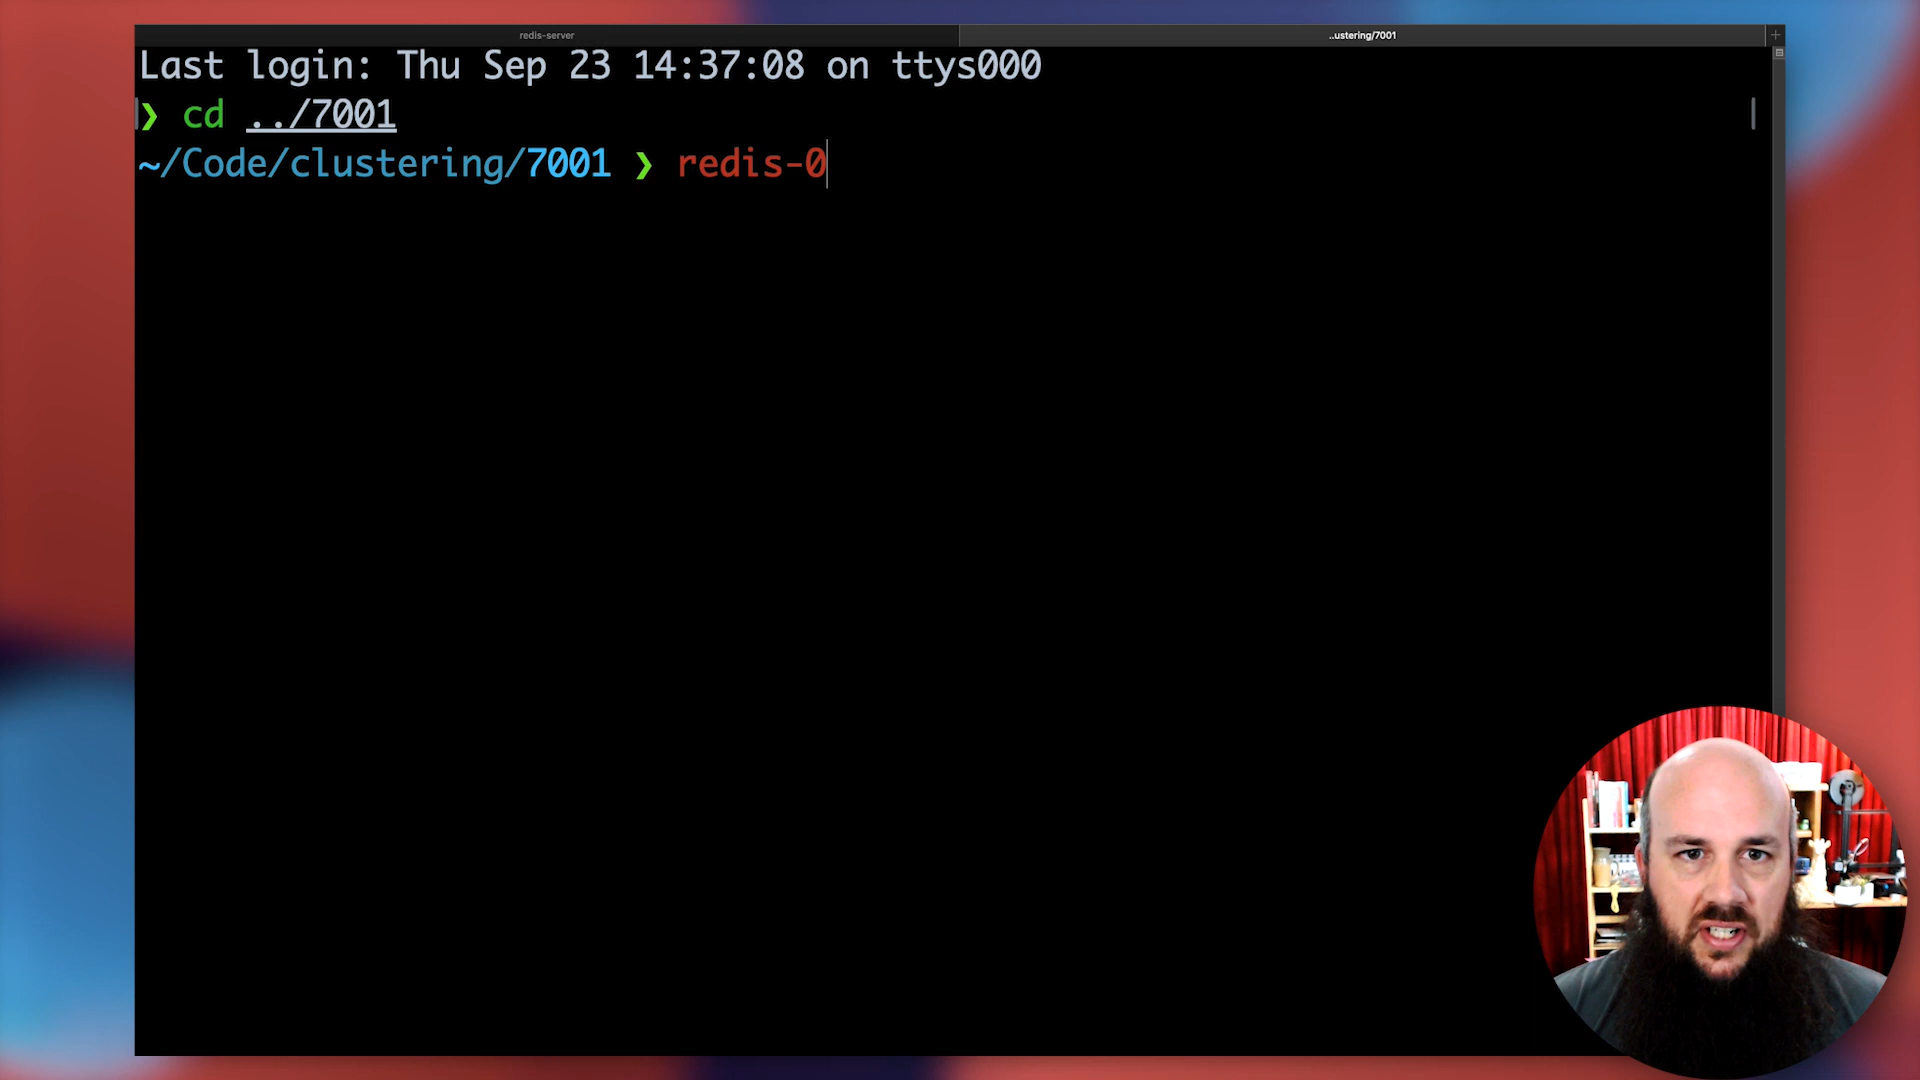 redis-server
..ustering/7001
Last login: Thu Sep 23 14:37:08 on ttys000
❯ cd ../7001
~/Code/clustering/7001 ❯ redis-0